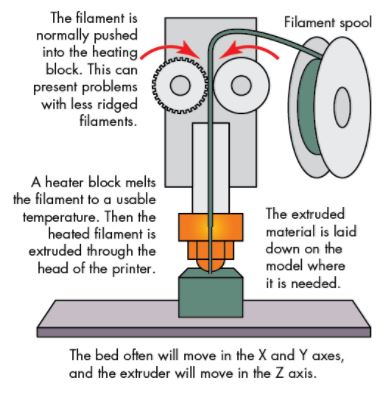 The filament is
normally pushed
into the heating
block. This can
present problems
with less ridged
filaments.
Filament spool
A heater block melts
the filament to a usable
temperature. Then the
heated filament is
extruded through the
head of the printer.
The extruded
material is laid
down on the
model where
it is needed.
The bed often will move in the X and Y axes,
and the extruder will move in the Z axis.